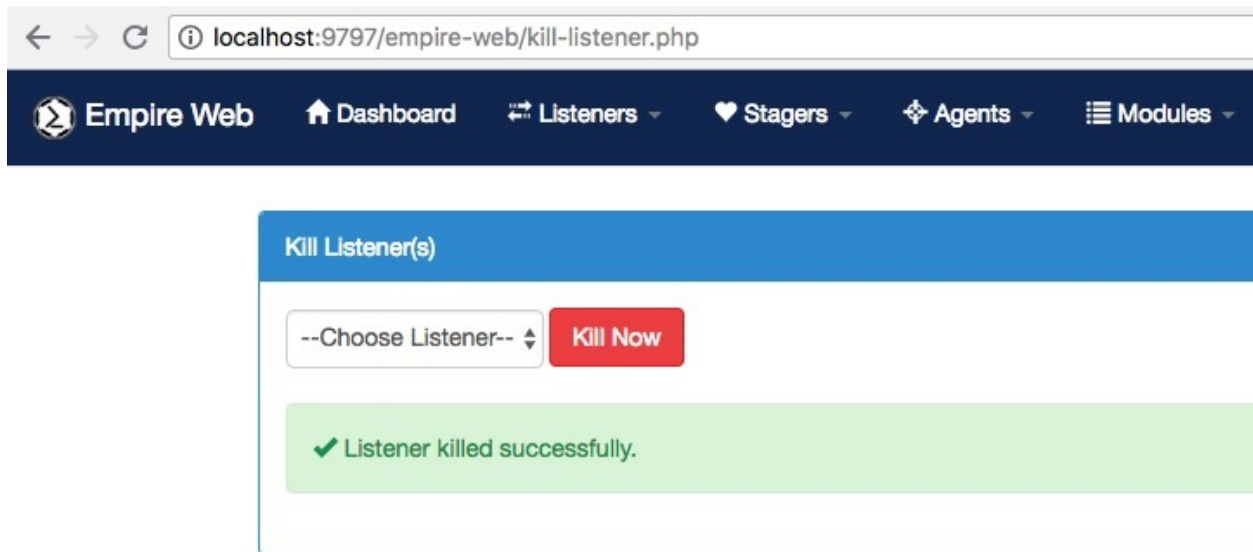 localhost:9797/empire-web/kill-listener.php
Empire Web Dashboard Listeners Stagers Agents Modules
Kill Listener(s)
--Choose Listener-- Kill Now
Listener killed successfully.